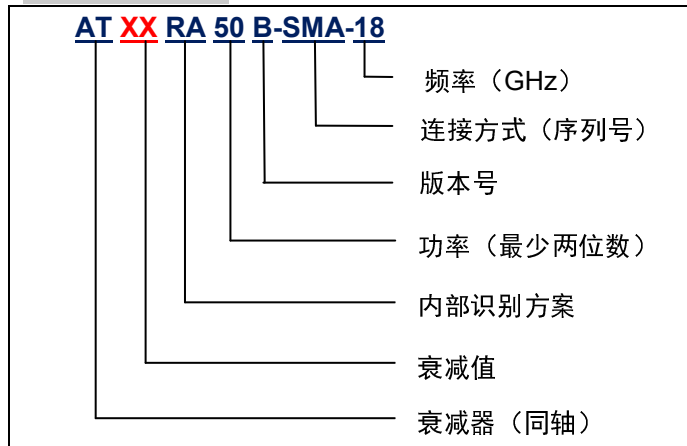 AT XX RA 50 B-SMA-18
频率（GHz）
连接方式（序列号）
版本号
功率（最少两位数）
内部识别方案
衰减值
衰减器（同轴）